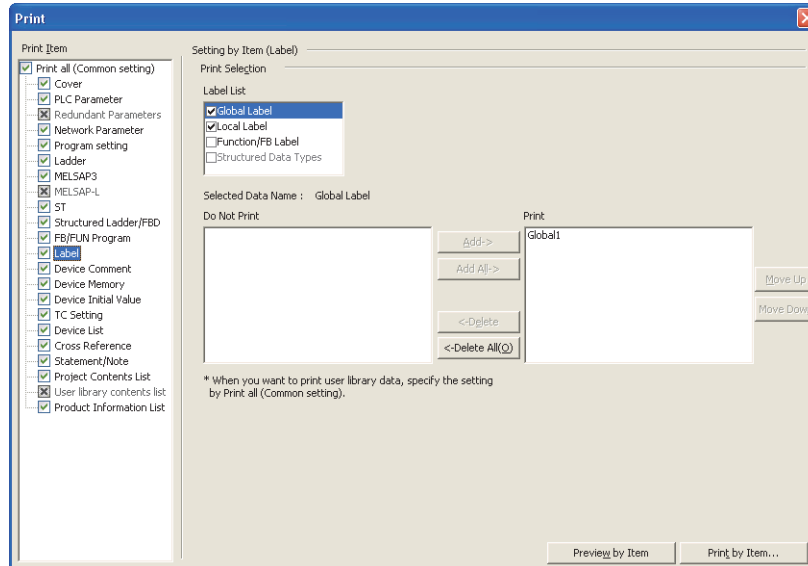 Print
Print Item
Print all (Common setting)
Cover
PLC Parameter
Redundant Parameters
Network Parameter
Program setting
Ladder
MELSAP3
MELSAP-L
ST
Structured Ladder/FBD
FB/FUN Program
Label
Device Comment
Device Memory
Device Initial Value
TC Setting
Device List
Cross Reference
Statement/Note
Project Contents List
User library contents list
Product Information List
Setting by Item (Label)
Print Selection
Label List
Global Label
Local Label
Function/FB Label
Structured Data Types
Selected Data Name : Global Label
Do Not Print
Add->
Add All->
<-Delete
<-Delete All(O)
Print
Global1
Move Up
Move Down
* When you want to print user library data, specify the setting
by Print all (Common setting).
Preview by Item
Print by Item...